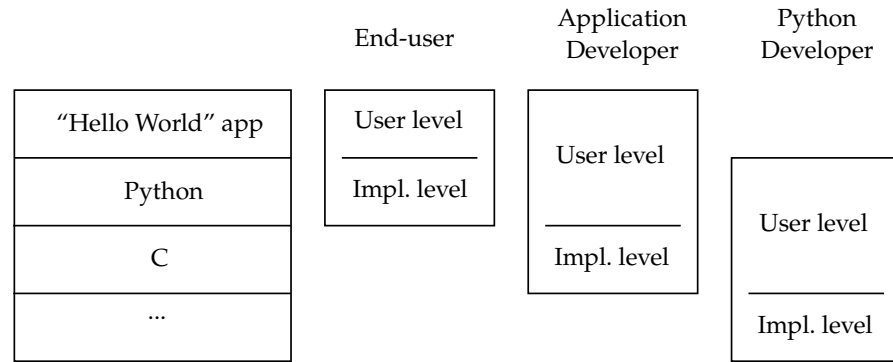 End-user
Application
Developer
Python
Developer
“Hello World” app
User level
Impl. level
User level
Impl. level
Python
C
...
User level
Impl. level